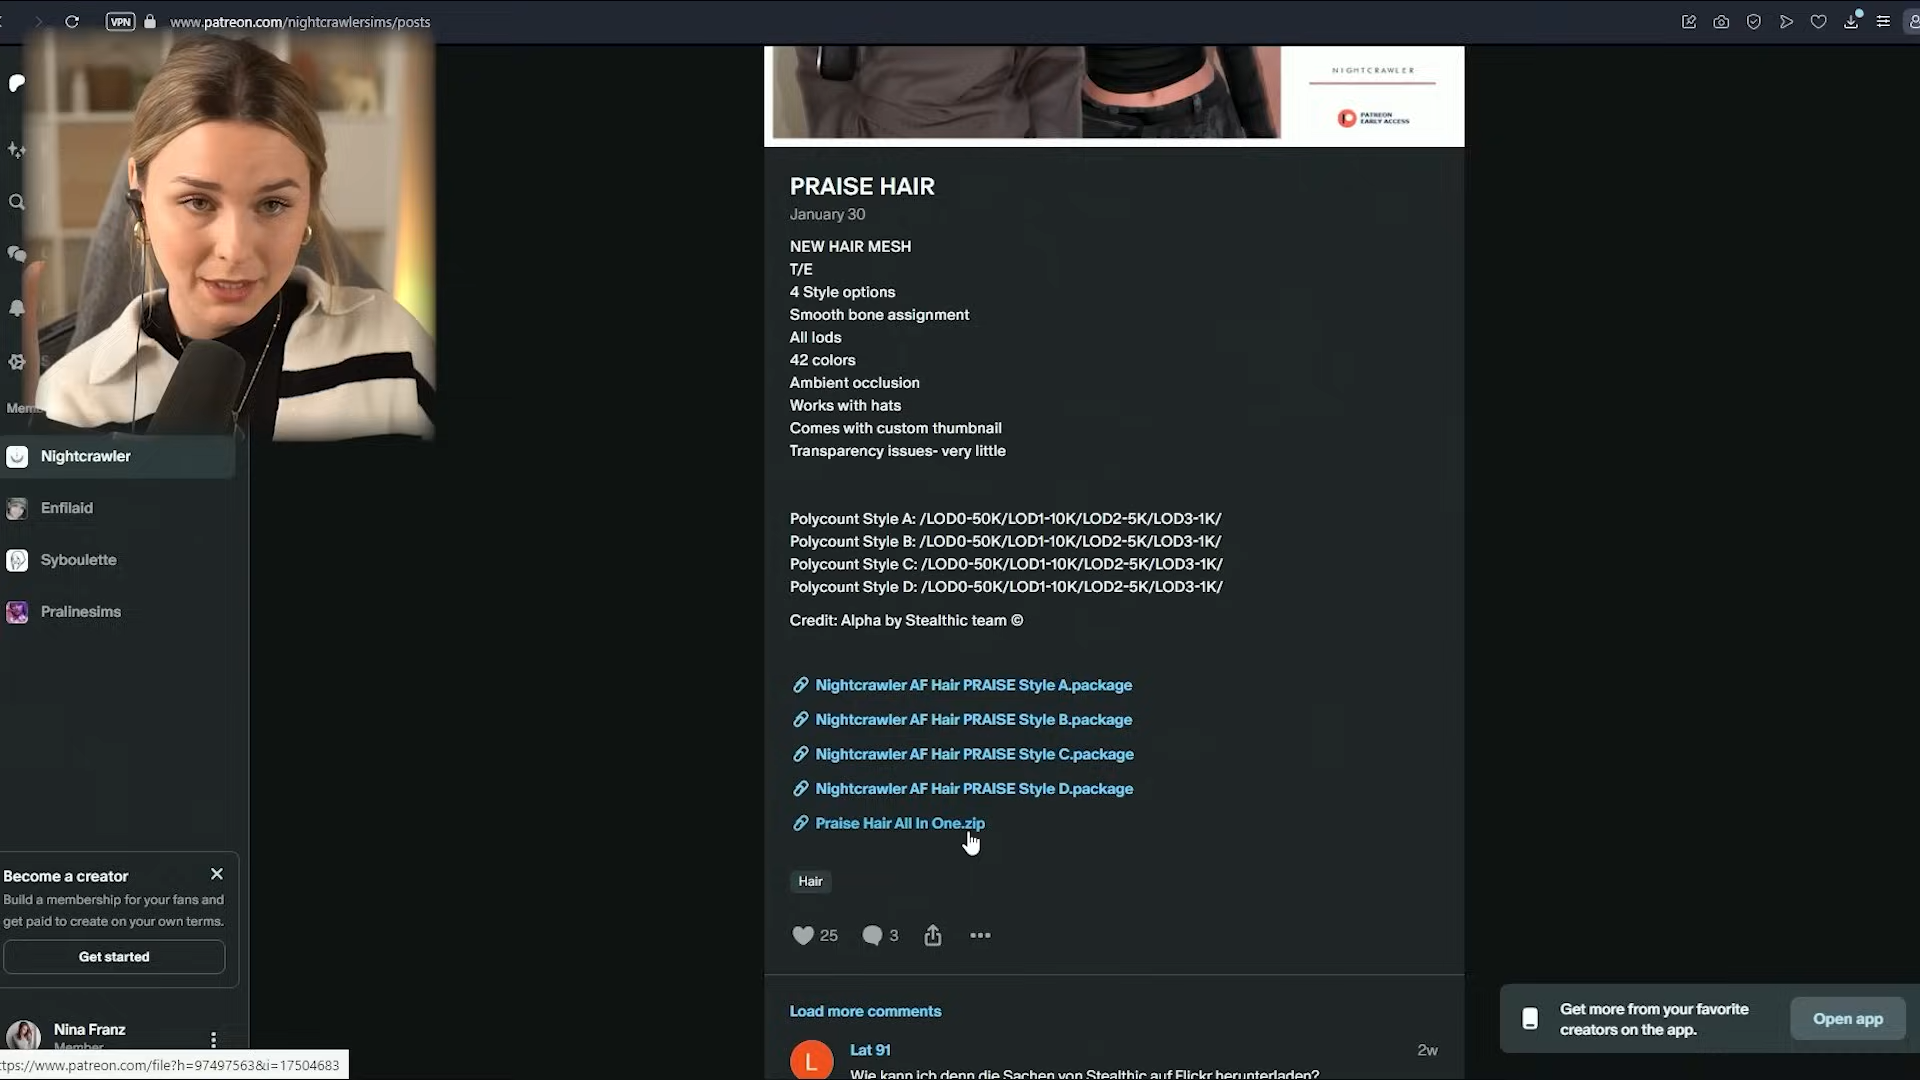 VPN
www.patreon.com/nightcrawlersims/posts
NIGHTCRAWLER
PATREON
EARLY ACCESS
PRAISE HAIR
January 30
NEW HAIR MESH
T/E
4 Style options
Smooth bone assignment
All lods
42 colors
Ambient occlusion
Works with hats
Comes with custom thumbnail
Transparency issues- very little
Polycount Style A: /LOD0-50K/LOD1-10K/LOD2-5K/LOD3-1K/
Polycount Style B: /LOD0-50K/LOD1-10K/LOD2-5K/LOD3-1K/
Polycount Style C: /LOD0-50K/LOD1-10K/LOD2-5K/LOD3-1K/
Polycount Style D: /LOD0-50K/LOD1-10K/LOD2-5K/LOD3-1K/
Credit: Alpha by Stealthic team ©
Nightcrawler AF Hair PRAISE Style A.package
Nightcrawler AF Hair PRAISE Style B.package
Nightcrawler AF Hair PRAISE Style C.package
Nightcrawler AF Hair PRAISE Style D.package
Praise Hair All In One.zip
Hair
25
3
Load more comments
L
Lat 91
2w
Wie kann ich denn die Sachen von Stealthic auf Flickr herunterladen?
Mem
Nightcrawler
Enfilaid
Syboulette
Pralinesims
Become a creator
Build a membership for your fans and
get paid to create on your own terms.
Get started
Nina Franz
Member
tps://www.patreon.com/file?h=97497563&i=17504683
Get more from your favorite
creators on the app.
Open app